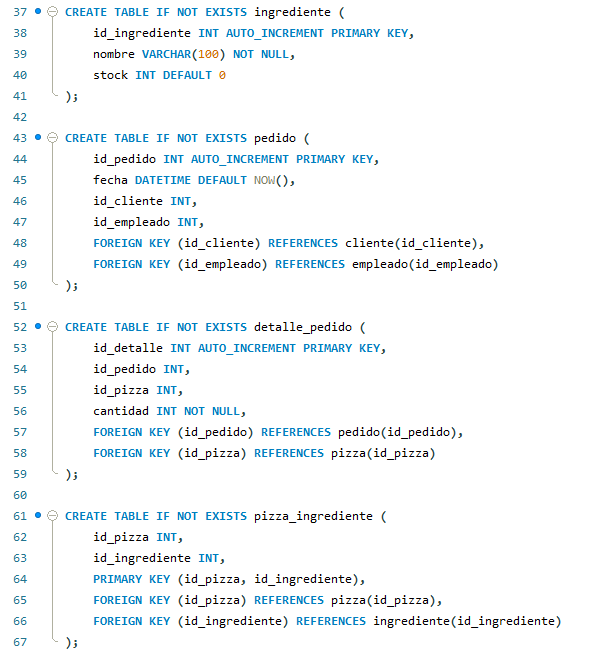 37 CREATE TABLE IF NOT EXISTS ingrediente (
38     id_ingrediente INT AUTO_INCREMENT PRIMARY KEY,
39     nombre VARCHAR(100) NOT NULL,
40     stock INT DEFAULT 0
41 );
42
43 CREATE TABLE IF NOT EXISTS pedido (
44     id_pedido INT AUTO_INCREMENT PRIMARY KEY,
45     fecha DATETIME DEFAULT NOW(),
46     id_cliente INT,
47     id_empleado INT,
48     FOREIGN KEY (id_cliente) REFERENCES cliente(id_cliente),
49     FOREIGN KEY (id_empleado) REFERENCES empleado(id_empleado)
50 );
51
52 CREATE TABLE IF NOT EXISTS detalle_pedido (
53     id_detalle INT AUTO_INCREMENT PRIMARY KEY,
54     id_pedido INT,
55     id_pizza INT,
56     cantidad INT NOT NULL,
57     FOREIGN KEY (id_pedido) REFERENCES pedido(id_pedido),
58     FOREIGN KEY (id_pizza) REFERENCES pizza(id_pizza)
59 );
60
61 CREATE TABLE IF NOT EXISTS pizza_ingrediente (
62     id_pizza INT,
63     id_ingrediente INT,
64     PRIMARY KEY (id_pizza, id_ingrediente),
65     FOREIGN KEY (id_pizza) REFERENCES pizza(id_pizza),
66     FOREIGN KEY (id_ingrediente) REFERENCES ingrediente(id_ingrediente)
67 );